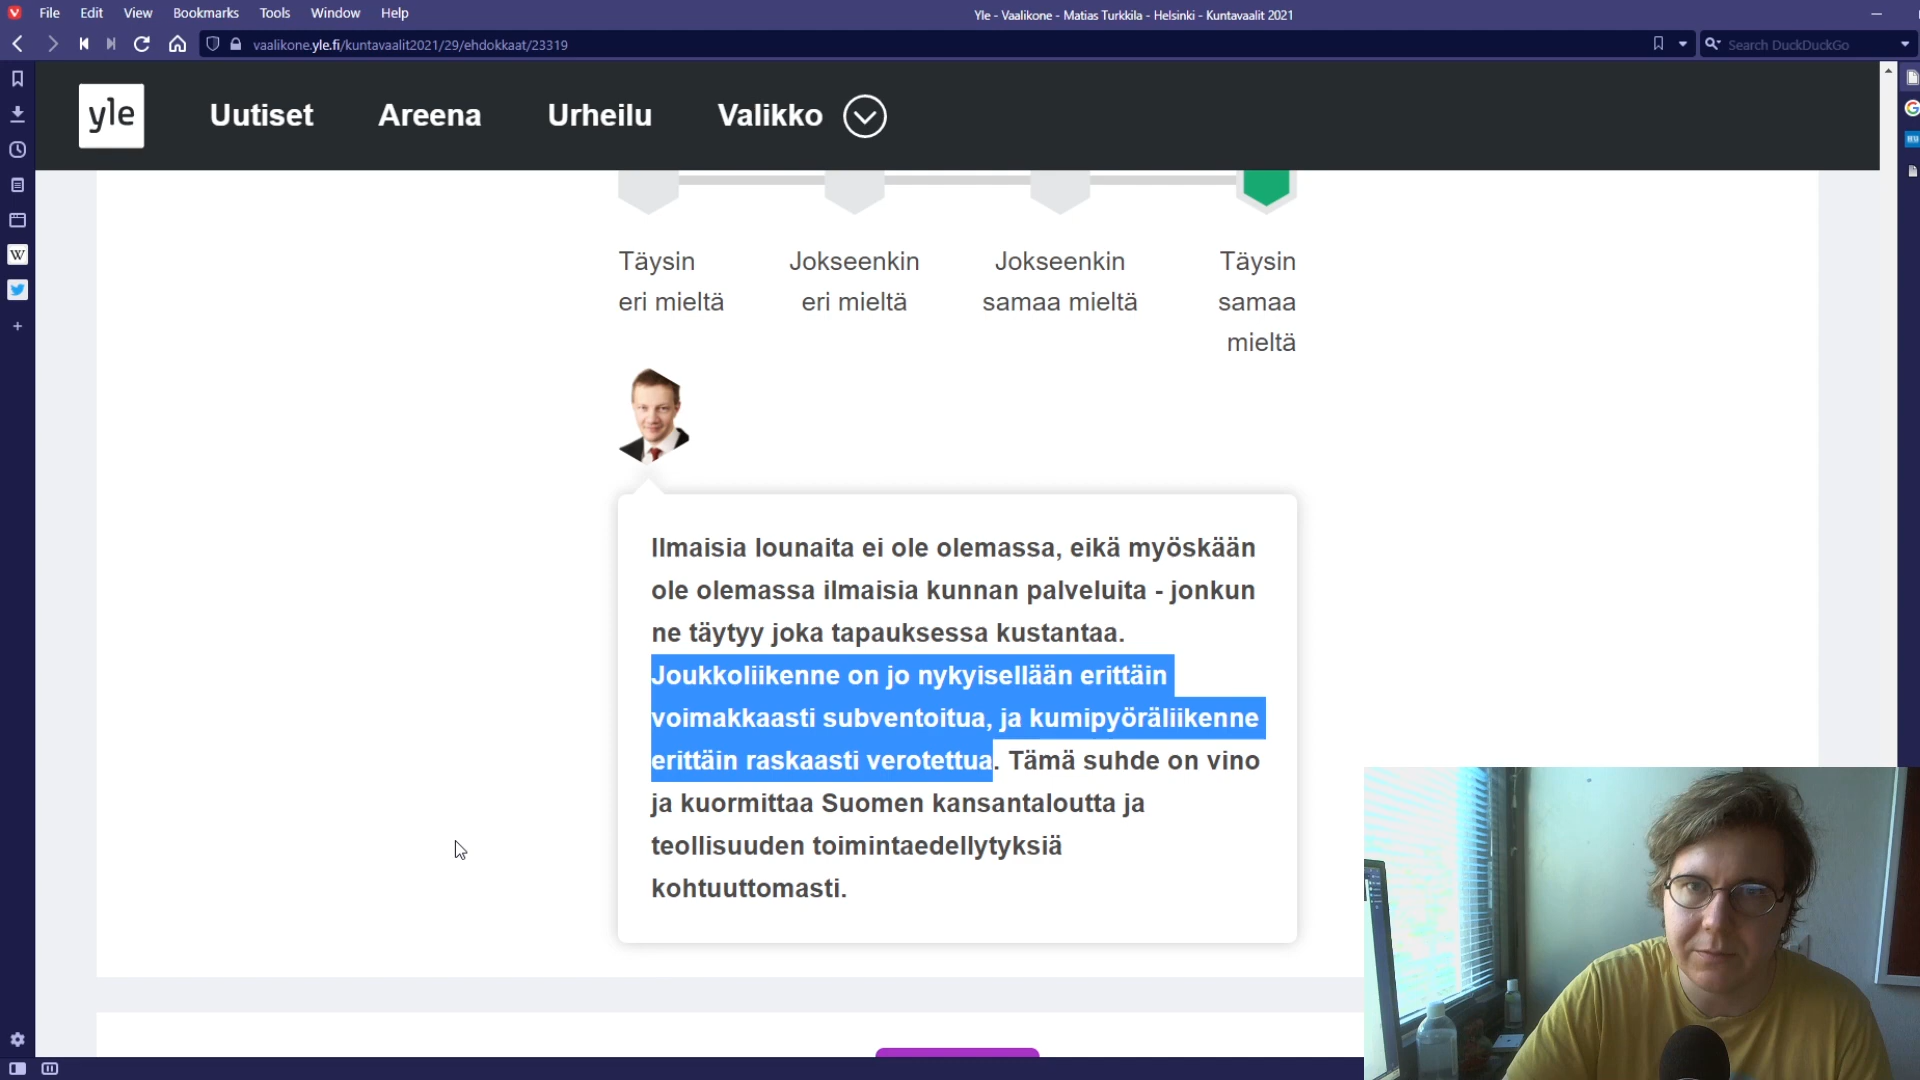 File Edit View Bookmarks Tools Window Help
Yle - Vaalikone - Matias Turkkila - Helsinki - Kuntavaalit 2021
vaalikone.yle.fi/kuntavaalit2021/29/ehdokkaat/23319
Search DuckDuckGo
yle
Uutiset Areena Urheilu Valikko
Täysin
eri mieltä
Jokseenkin
eri mieltä
Jokseenkin
samaa mieltä
Täysin
samaa
mieltä
Ilmaisia lounaita ei ole olemassa, eikä myöskään
ole olemassa ilmaisia kunnan palveluita - jonkun
ne täytyy joka tapauksessa kustantaa.
Joukkoliikenne on jo nykyisellään erittäin
voimakkaasti subventoitua, ja kumipyöräliikenne
erittäin raskaasti verotettua. Tämä suhde on vino
ja kuormittaa Suomen kansantaloutta ja
teollisuuden toimintaedellytyksiä
kohtuuttomasti.
W
G